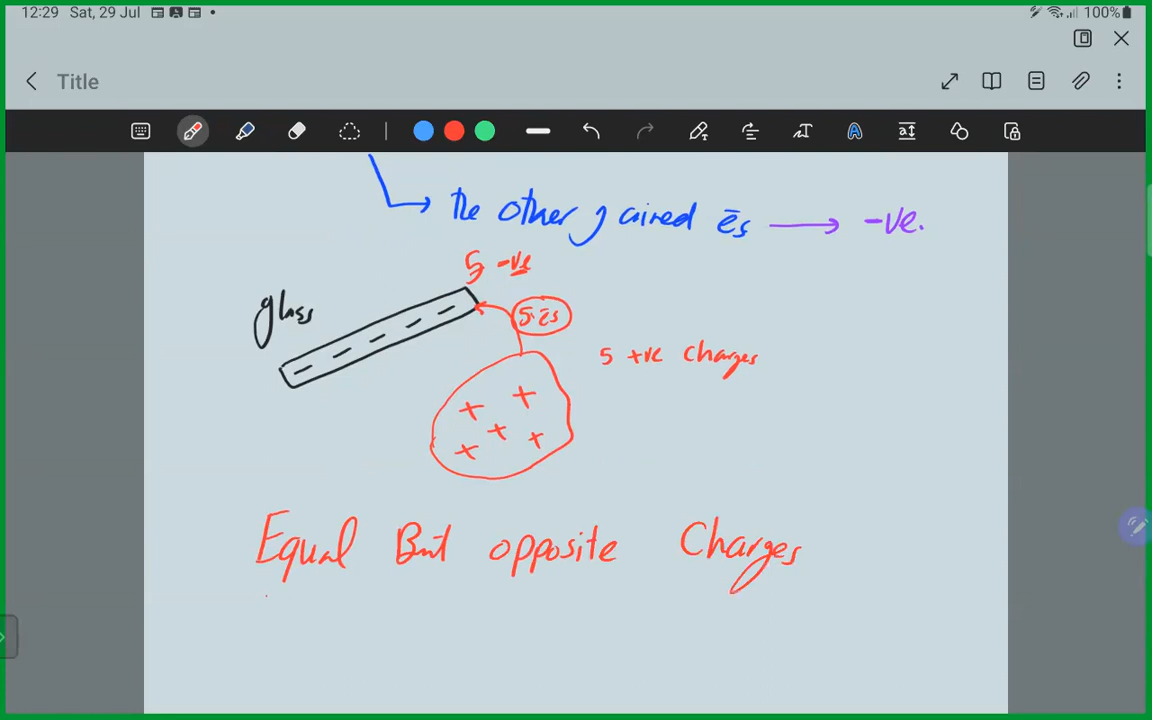 12:29 Sat, 29 Jul
100%
Title
the other gained ēs → -ve.
5 -ve
glass
5 ēs
5 +ve charges
Equal But opposite Charges